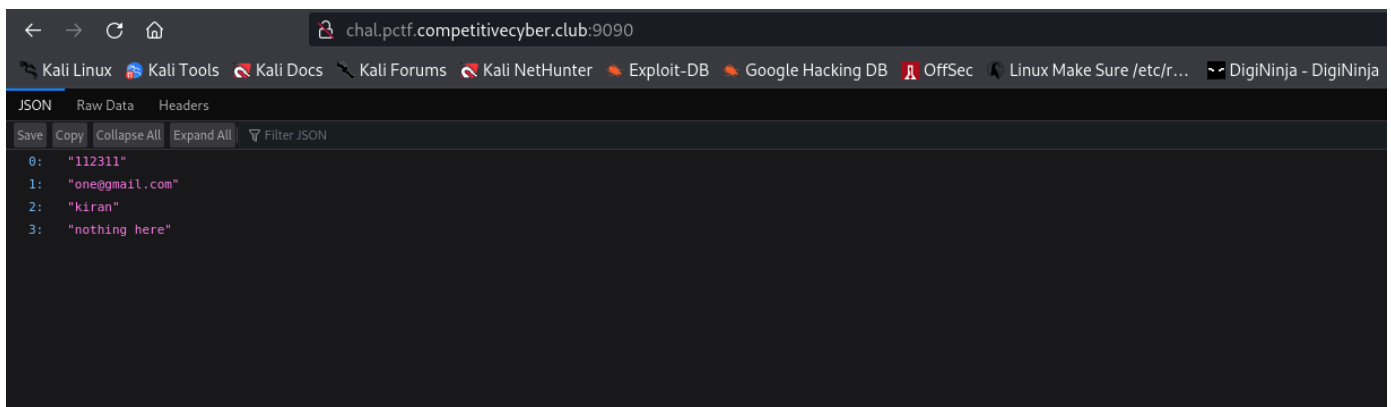 chal.pctf.competitivecyber.club:9090
Kali Linux Kali Tools Kali Docs Kali Forums Kali NetHunter Exploit-DB Google Hacking DB OffSec Linux Make Sure /etc/r... DigiNinja - DigiNinja
JSON Raw Data Headers
Save Copy Collapse All Expand All Filter JSON
0: "112311"
1: "one@gmail.com"
2: "kiran"
3: "nothing here"